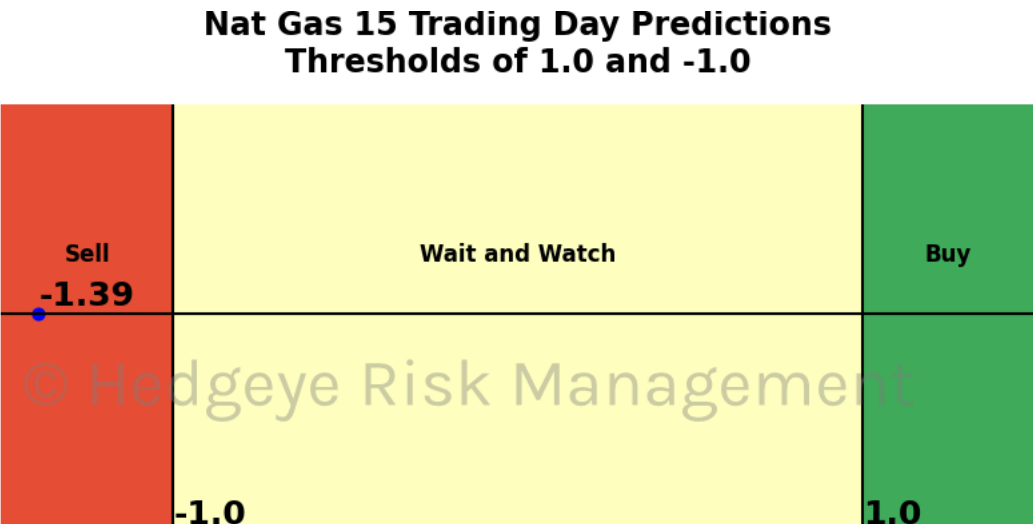 Nat Gas 15 Trading Day Predictions
Thresholds of 1.0 and -1.0
Sell
Wait and Watch
Buy
-1.39
© Hedgeye Risk Management
-1.0
1.0